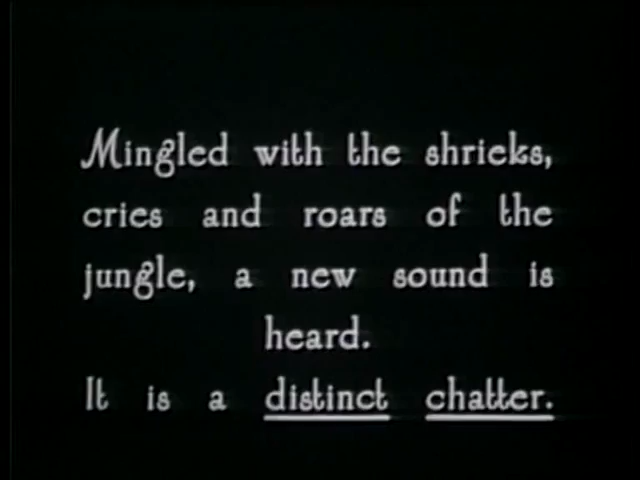 Mingled with the shrieks,
cries and roars of the
jungle, a new sound is
heard.
It is a distinct chatter.